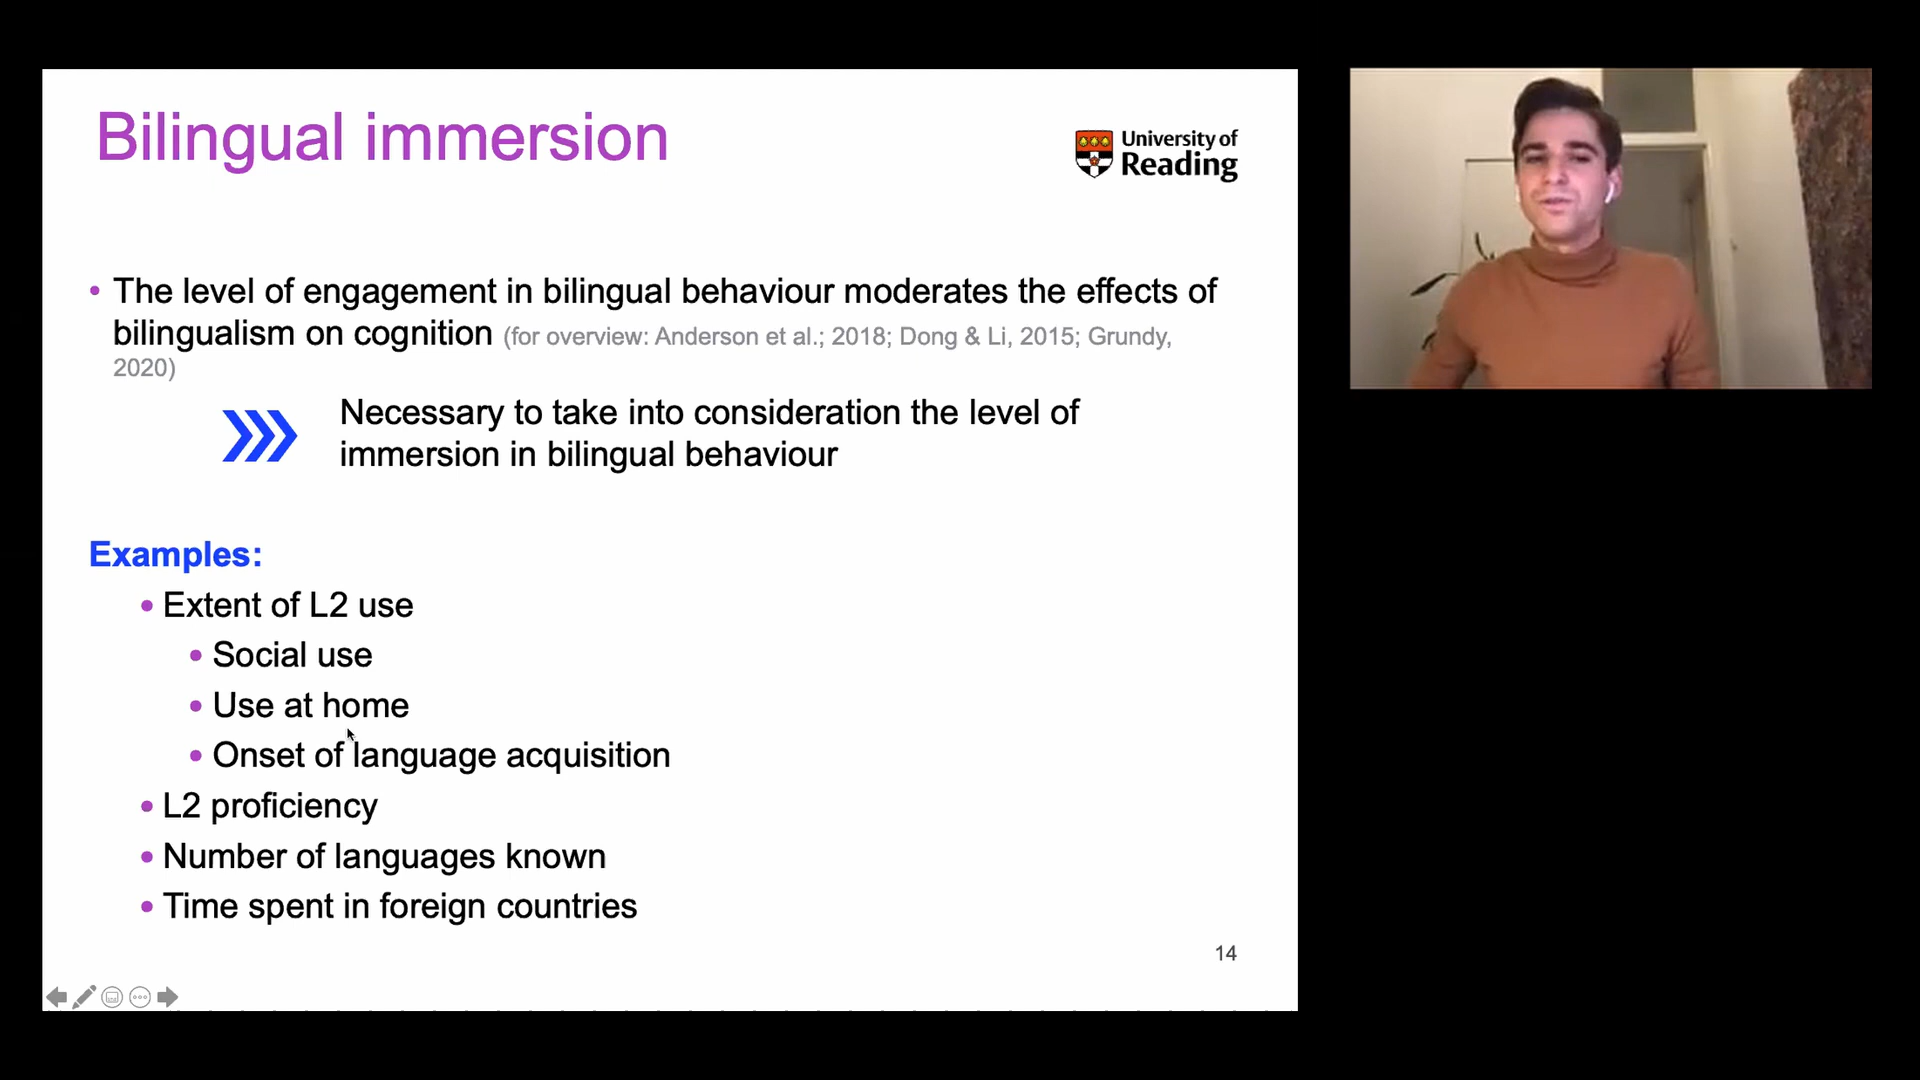 Bilingual immersion
University of
Reading
• The level of engagement in bilingual behaviour moderates the effects of
bilingualism on cognition (for overview: Anderson et al.; 2018; Dong & Li, 2015; Grundy,
2020)
Necessary to take into consideration the level of
immersion in bilingual behaviour
Examples:
• Extent of L2 use
• Social use
• Use at home
• Onset of language acquisition
• L2 proficiency
• Number of languages known
• Time spent in foreign countries
14